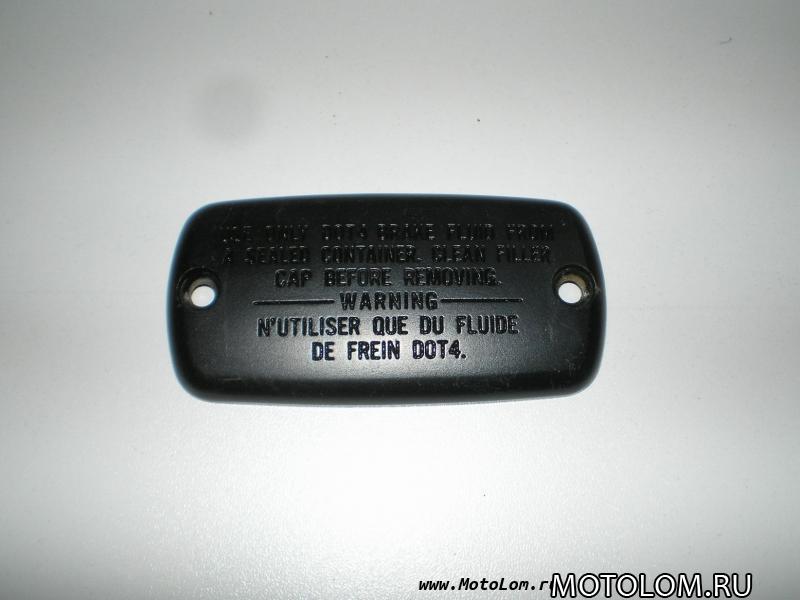 USE ONLY DOT4 BRAKE FLUID FROM
A SEALED CONTAINER. CLEAN FILLER
CAP BEFORE REMOVING.
WARNING
N'UTILISER QUE DU FLUIDE
DE FREIN DOT4.
www.MotoLom.ru
MOTOLOM.RU